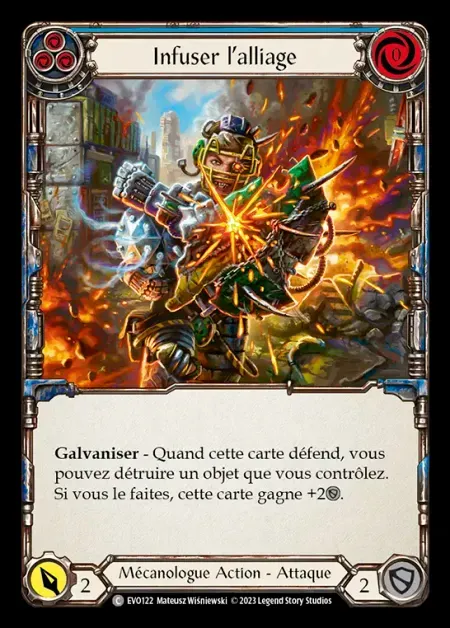 Infuser l'alliage
0
Galvaniser - Quand cette carte défend, vous
pouvez détruire un objet que vous contrôlez.
Si vous le faites, cette carte gagne +2.
2
Mécanologue Action - Attaque
2
C EVO122 Mateusz Wiśniewski © 2023 Legend Story Studios